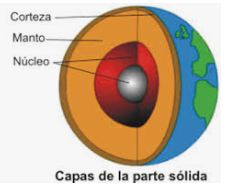 Corteza
Manto
Núcleo
Capas de la parte sólida